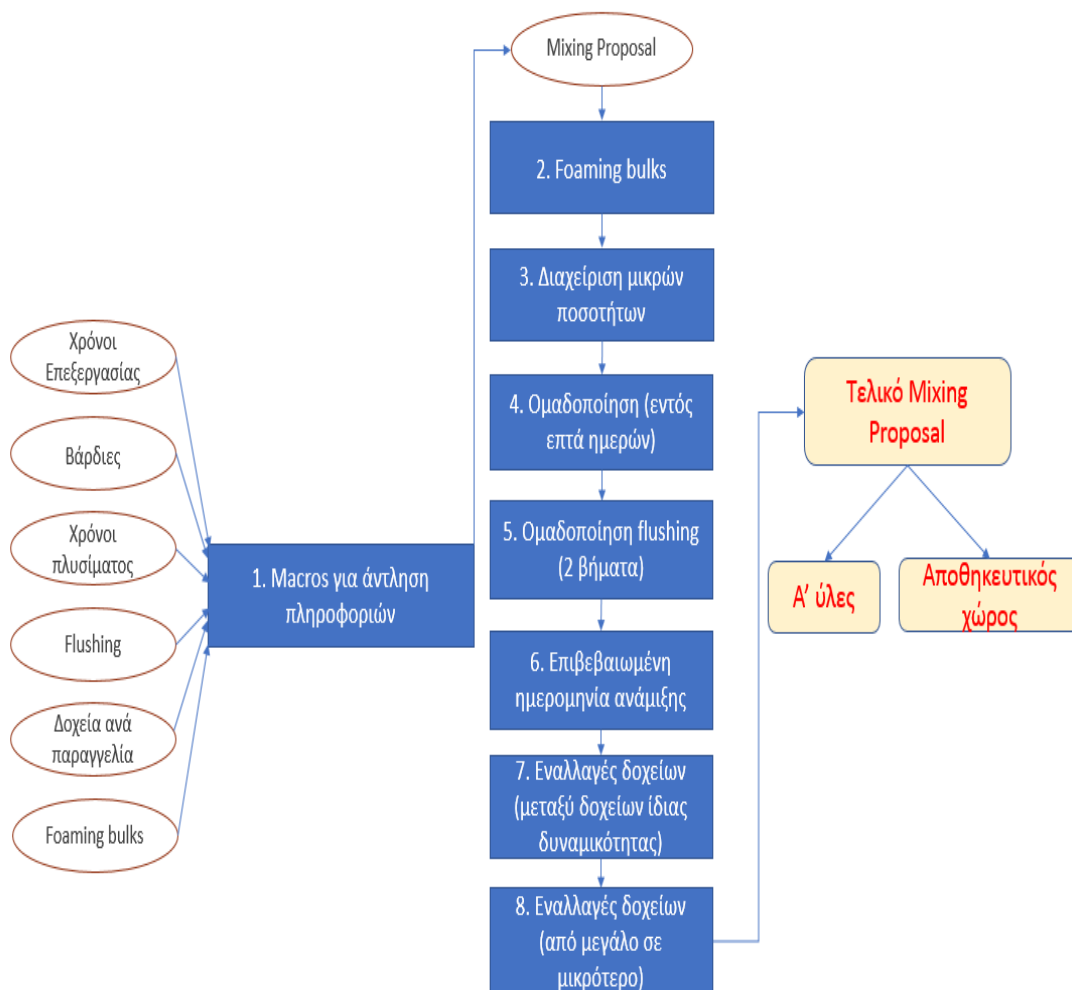 Mixing Proposal
2. Foaming bulks
3. Διαχείριση μικρών
ποσοτήτων
4. Ομαδοποίηση (εντός
επτά ημερών)
5. Ομαδοποίηση flushing
(2 βήματα)
6. Επιβεβαιωμένη
ημερομηνία ανάμιξης
7. Εναλλαγές δοχείων
(μεταξύ δοχείων ίδιας
δυναμικότητας)
8. Εναλλαγές δοχείων
(από μεγάλο σε
μικρότερο)
Χρόνοι
Επεξεργασίας
Βάρδιες
Χρόνοι
πλυσίματος
Flushing
Δοχεία ανά
παραγγελία
Foaming bulks
1. Macros για άντληση
πληροφοριών
Τελικό Mixing
Proposal
Α' ύλες
Αποθηκευτικός
χώρος